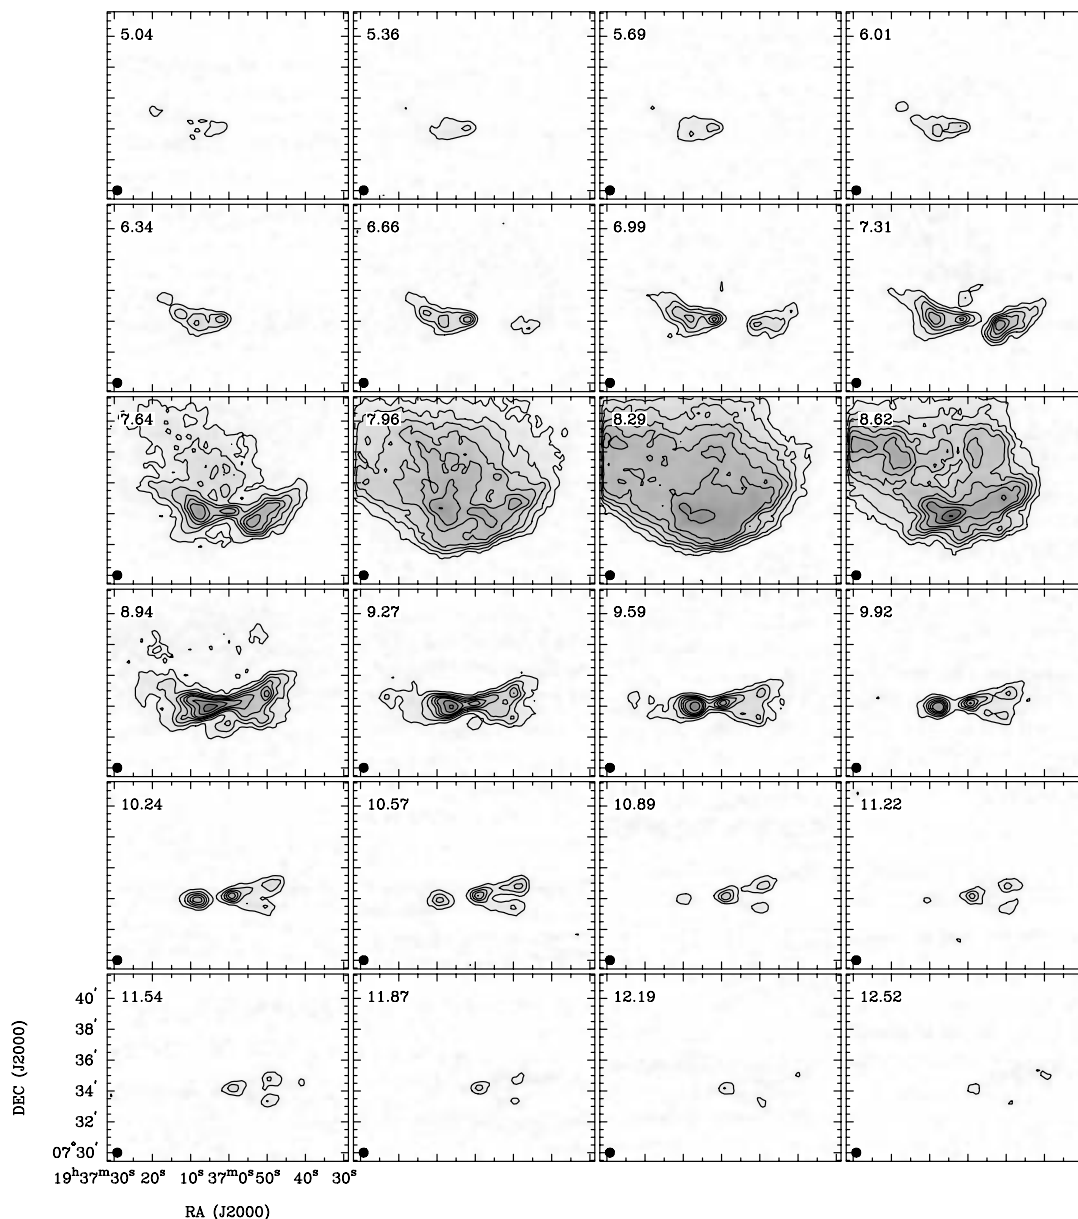 5.04 5.36 5.69 6.01
6.34 6.66 6.99 7.31
7.64 7.96 8.29 8.62
8.94 9.27 9.59 9.92
10.24 10.57 10.89 11.22
11.54 11.87 12.19 12.52
40′
38′
36′
34′
32′
07°30′
DEC (J2000)
19ʰ37ᵐ30ˢ 20ˢ 10ˢ 37ᵐ0ˢ 50ˢ 40ˢ 30ˢ
RA (J2000)